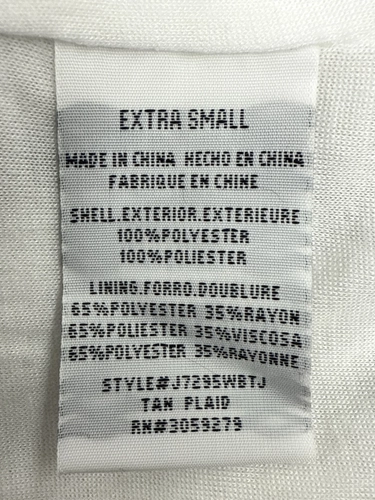 EXTRA SMALL
MADE IN CHINA HECHO EN CHINA
FABRIQUE EN CHINE
SHELL.EXTERIOR.EXTERIEURE
100%POLYESTER
100%POLIESTER
LINING.FORRO.DOUBLURE
65%POLYESTER 35%RAYON
65%POLIESTER 35%VISCOSA
65%POLYESTER 35%RAYONNE
STYLE#J7295WBTJ
TAN PLAID
RN#3059279